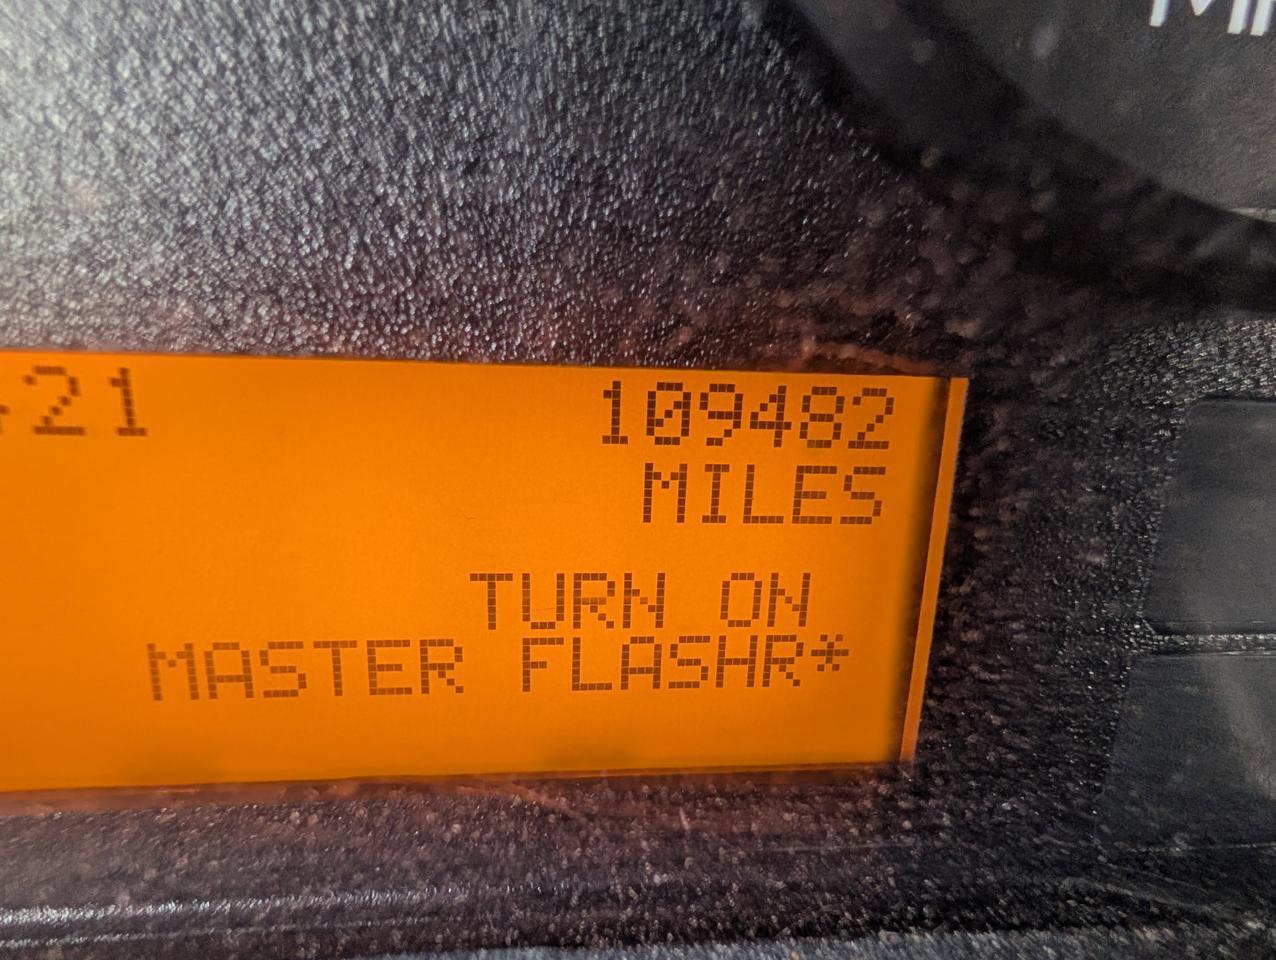 21 109482
MILES
TURN ON
MASTER FLASHR*